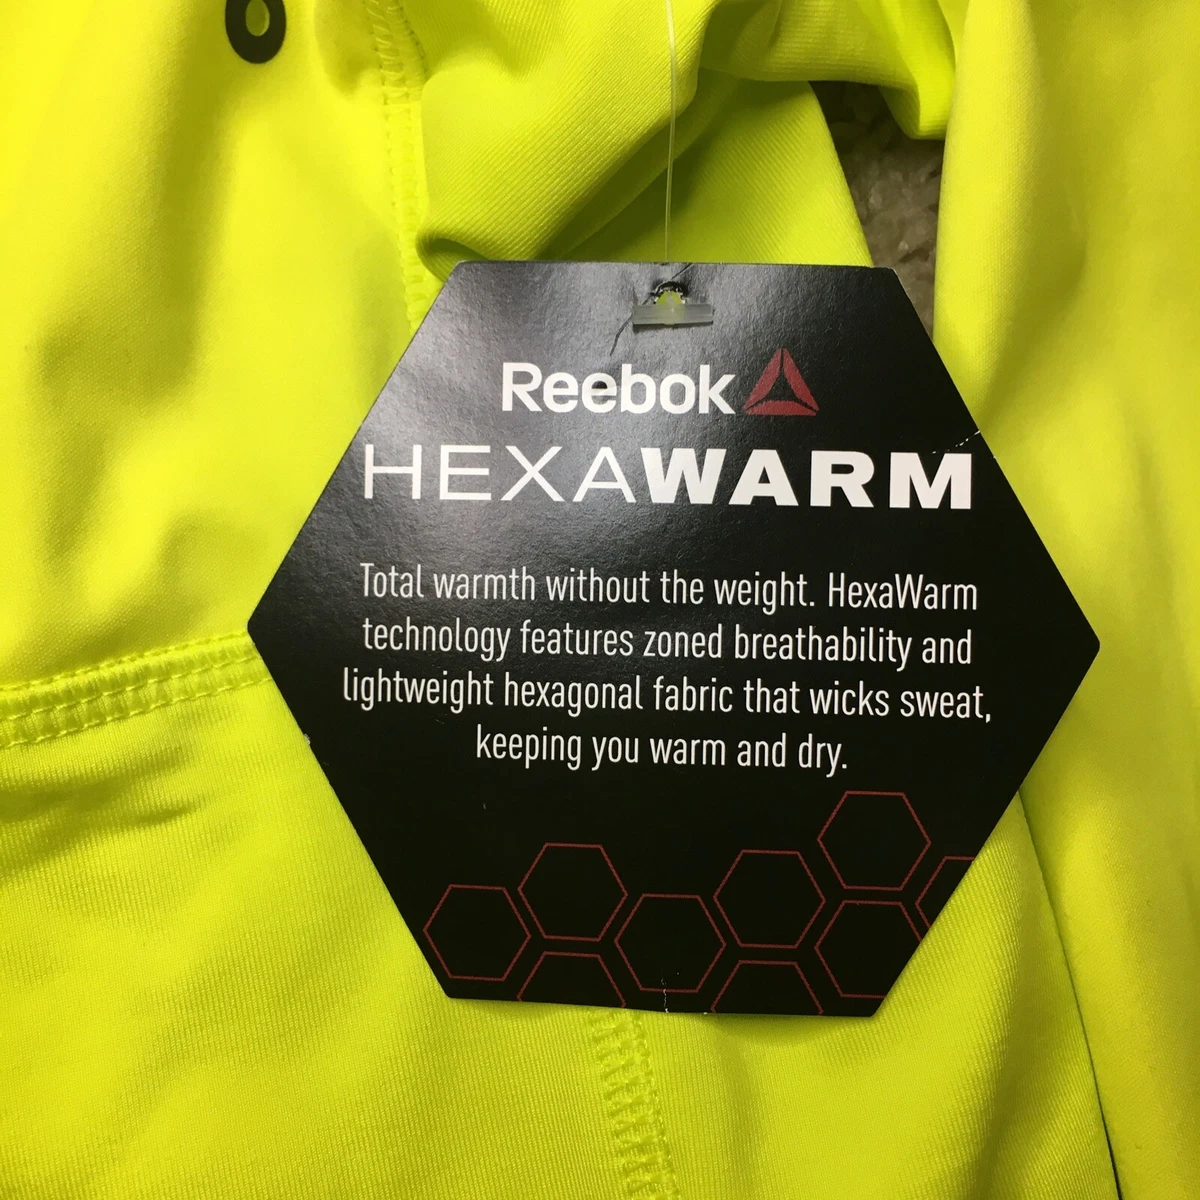 Reebok
HEXAWARM
Total warmth without the weight. HexaWarm
technology features zoned breathability and
lightweight hexagonal fabric that wicks sweat,
keeping you warm and dry.